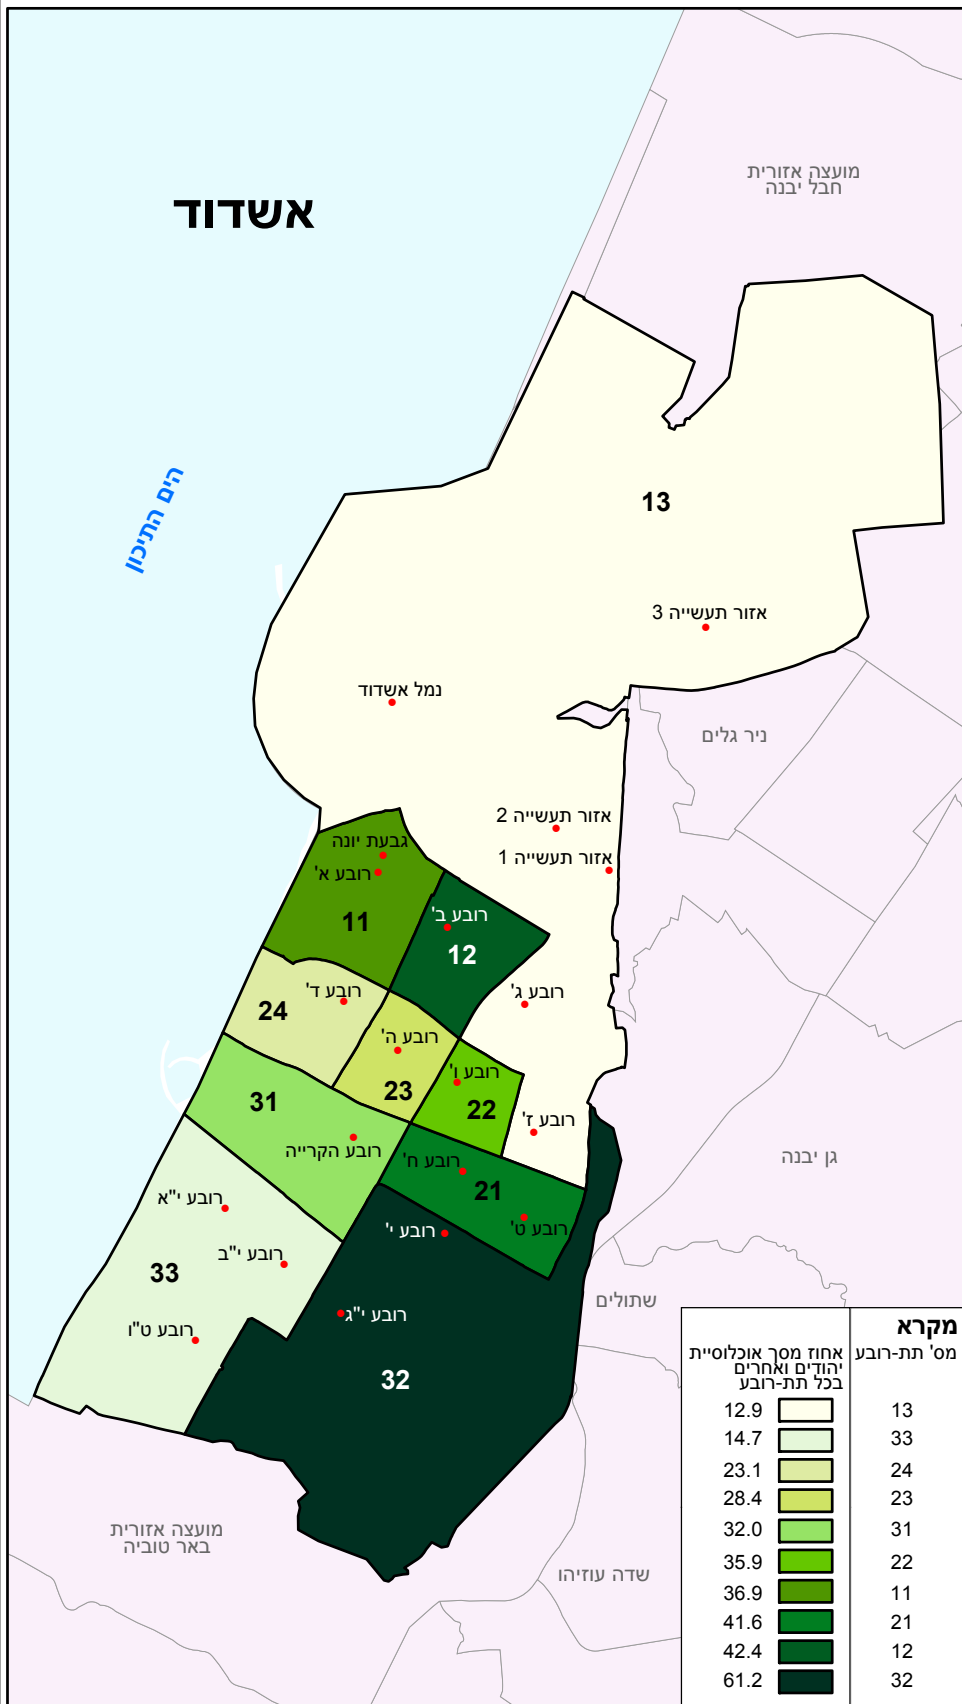 אשדוד
מועצה אזורית
חבל יבנה
הים התיכון
13
אזור תעשייה 3
נמל אשדוד
ניר גלים
אזור תעשייה 2
אזור תעשייה 1
גבעת יונה
רובע א'
11
רובע ב'
12
רובע ג'
רובע ד'
24
רובע ה'
23
רובע ו'
22
רובע ז'
31
רובע הקרייה
גן יבנה
רובע ח'
21
רובע ט'
רובע י"א
רובע י'
רובע י"ב
33
רובע ט"ו
רובע י"ג
32
שתולים
מועצה אזורית
באר טוביה
שדה עוזיהו
מקרא
מס' תת-רובע
אחוז מסך אוכלוסיית
יהודים ואחרים
בכל תת-רובע
13 12.9
33 14.7
24 23.1
23 28.4
31 32.0
22 35.9
11 36.9
21 41.6
12 42.4
32 61.2